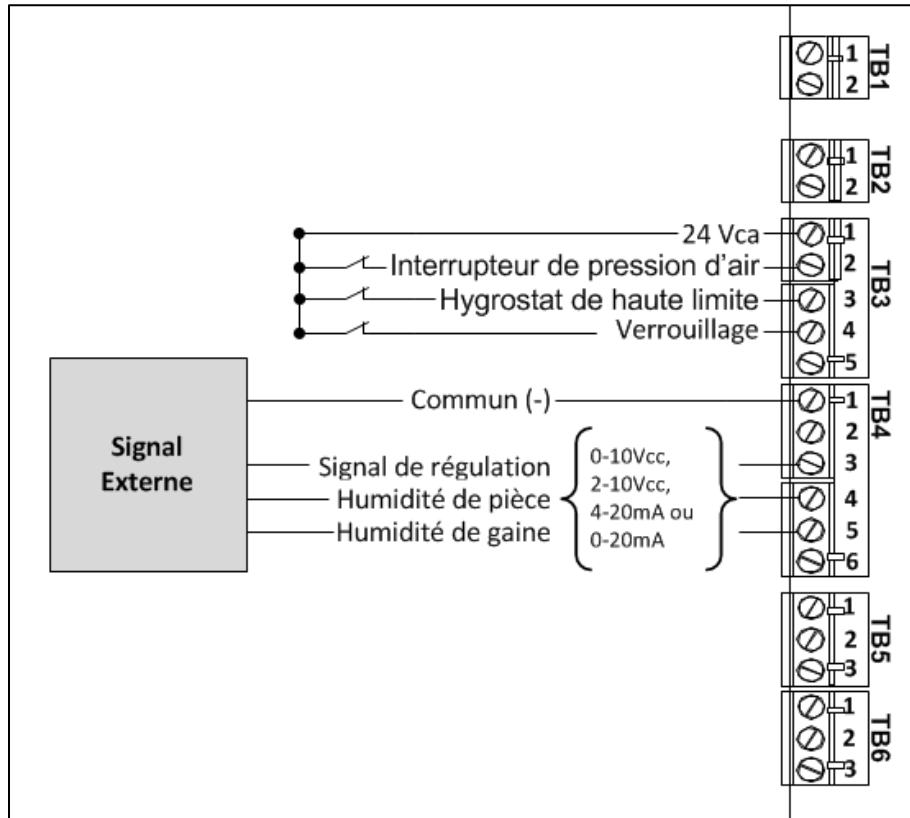 1
2
TB1
1
2
TB2
24 Vca
1
Interrupteur de pression d'air
2
Hygrostat de haute limite
3
Verrouillage
4
5
TB3
Signal
Externe
Commun (-)
1
2
Signal de régulation
3
Humidité de pièce
4
Humidité de gaine
5
6
0-10Vcc,
2-10Vcc,
4-20mA ou
0-20mA
TB4
1
2
3
TB5
1
2
3
TB6